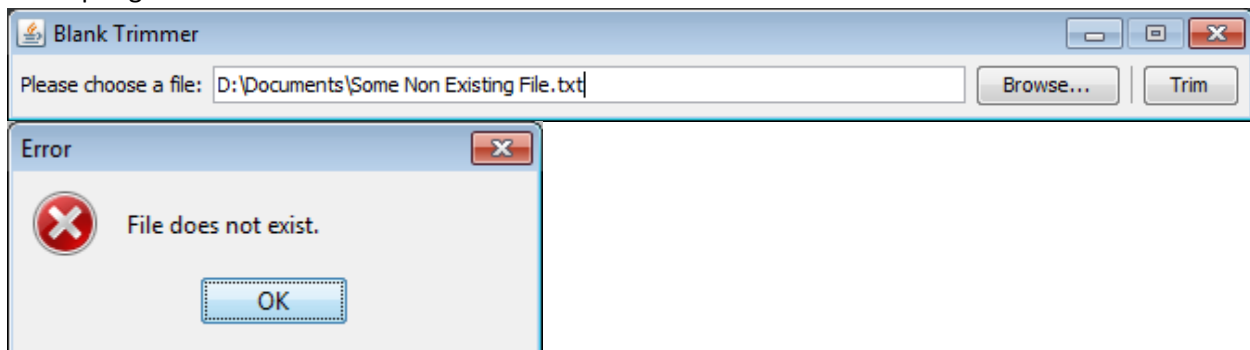 Blank Trimmer
Please choose a file: D:\Documents\Some Non Existing File.txt Browse... Trim
Error
File does not exist.
OK